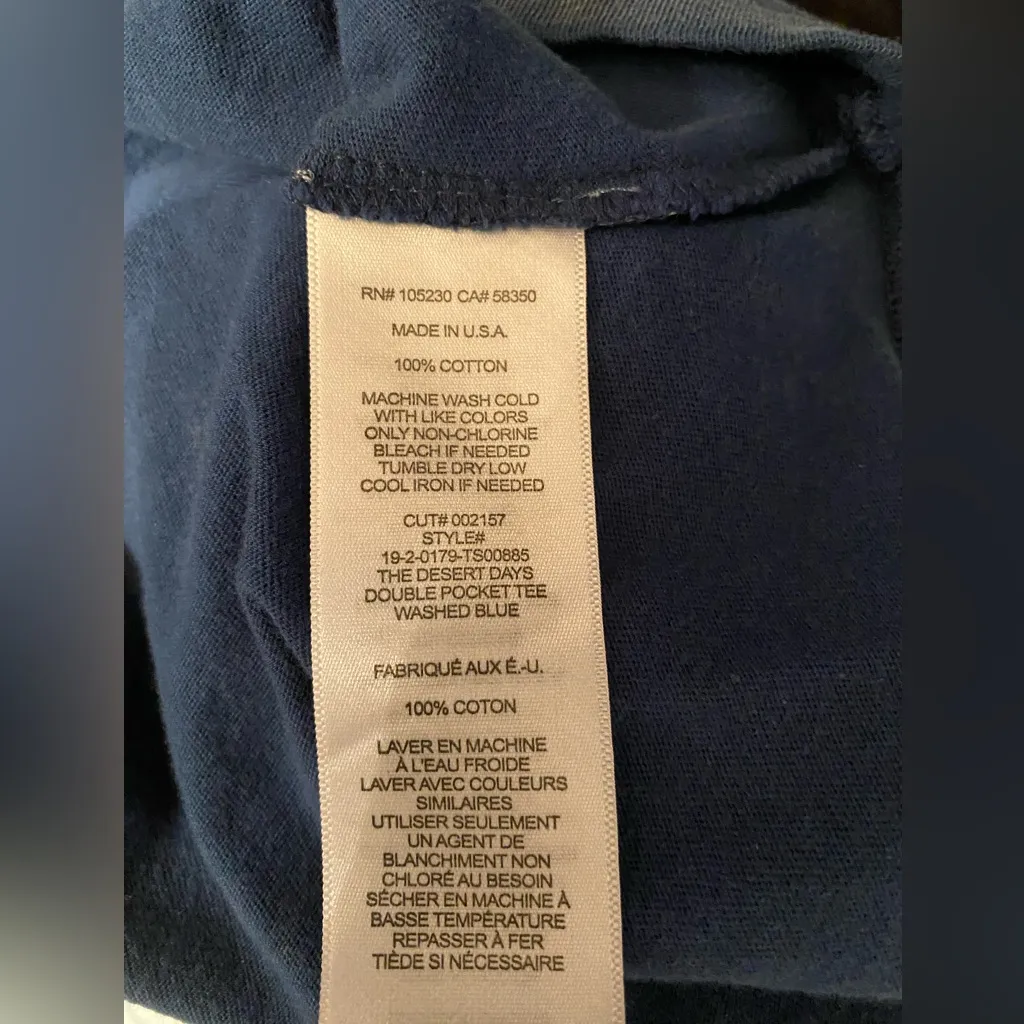 RN# 105230 CA# 58350
MADE IN U.S.A.
100% COTTON
MACHINE WASH COLD
WITH LIKE COLORS
ONLY NON-CHLORINE
BLEACH IF NEEDED
TUMBLE DRY LOW
COOL IRON IF NEEDED
CUT# 002157
STYLE#
19-2-0179-TS00885
THE DESERT DAYS
DOUBLE POCKET TEE
WASHED BLUE
FABRIQUÉ AUX É.-U.
100% COTON
LAVER EN MACHINE
À L'EAU FROIDE
LAVER AVEC COULEURS
SIMILAIRES
UTILISER SEULEMENT
UN AGENT DE
BLANCHIMENT NON
CHLORÉ AU BESOIN
SÉCHER EN MACHINE À
BASSE TEMPÉRATURE
REPASSER À FER
TIÈDE SI NÉCESSAIRE